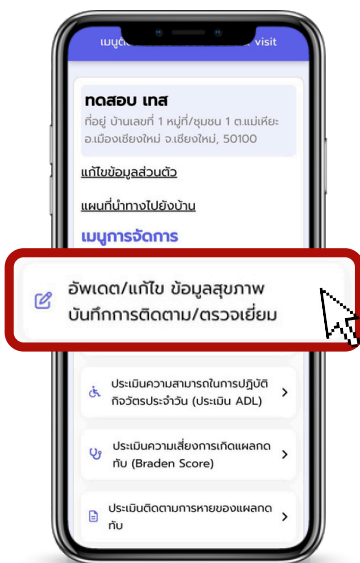 visit
ทดสอบ เทส
ที่อยู่ บ้านเลขที่ 1 หมู่ที่/ชุมชน 1 ต.แม่เหียะ
อ.เมืองเชียงใหม่ จ.เชียงใหม่, 50100
แก้ไขข้อมูลส่วนตัว
แผนที่นำทางไปยังบ้าน
เมนูการจัดการ
อัพเดต/แก้ไข ข้อมูลสุขภาพ
บันทึกการติดตาม/ตรวจเยี่ยม
ประเมินความสามารถในการปฏิบัติ
กิจวัตรประจำวัน (ประเมิน ADL)
ประเมินความเสี่ยงการเกิดแผลกด
ทับ (Braden Score)
ประเมินติดตามการหายของแผลกด
ทับ